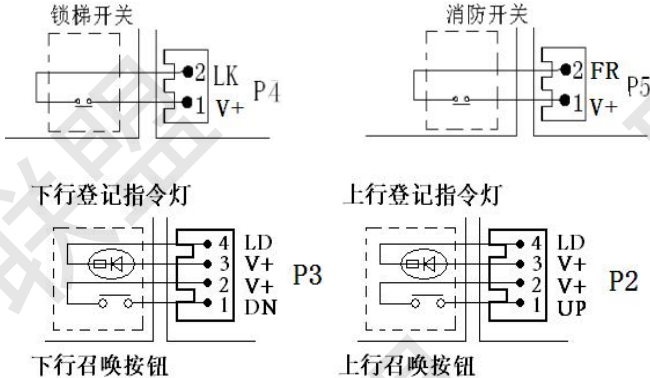 锁梯开关
2 LK
P4
1 V+
消防开关
2 FR
P5
1 V+
下行登记指令灯
4 LD
3 V+
P3
2 V+
1 DN
下行召唤按钮
上行登记指令灯
4 LD
3 V+
P2
2 V+
1 UP
上行召唤按钮
联盟